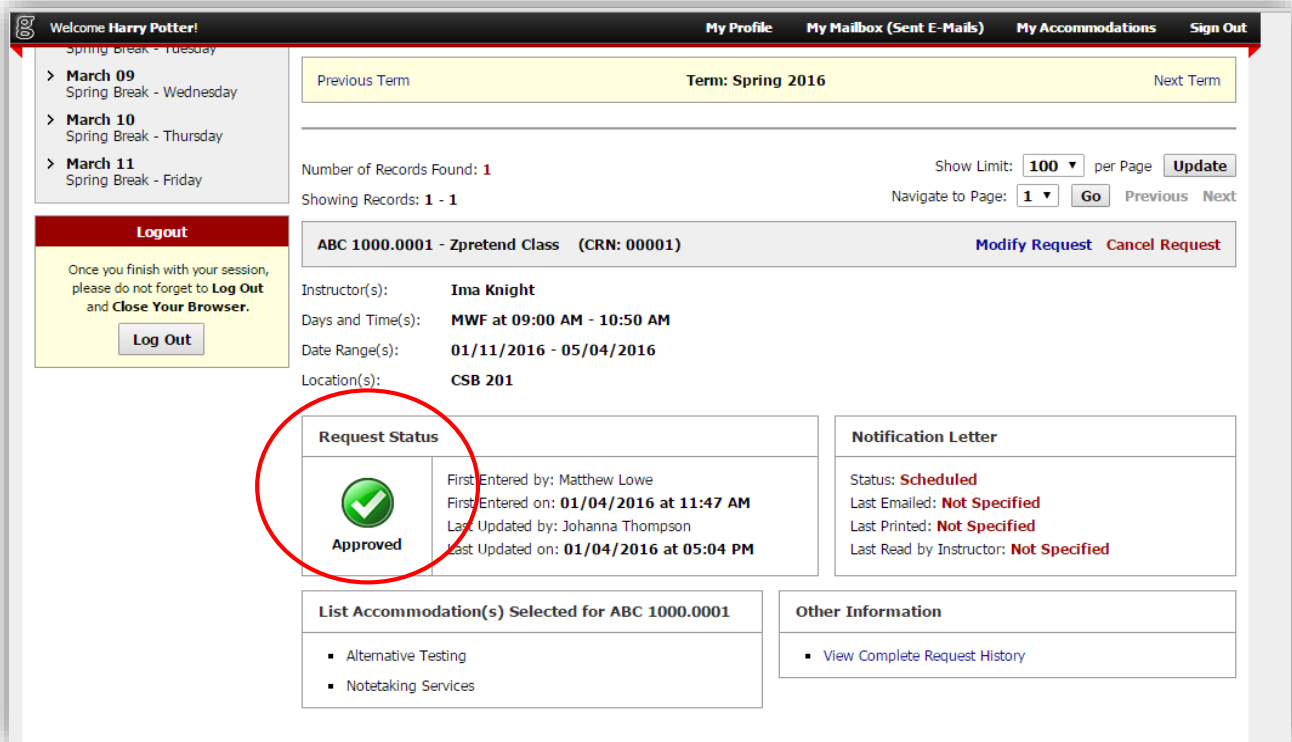 g Welcome Harry Potter! My Profile My Mailbox (Sent E-Mails) My Accommodations Sign Out
Spring Break - Tuesday
> March 09
Spring Break - Wednesday
> March 10
Spring Break - Thursday
> March 11
Spring Break - Friday
Logout
Once you finish with your session,
please do not forget to Log Out
and Close Your Browser.
Log Out
Previous Term Term: Spring 2016 Next Term
Number of Records Found: 1
Showing Records: 1 - 1
Show Limit: 100 ▼ per Page Update
Navigate to Page: 1 ▼ Go Previous Next
ABC 1000.0001 - Zpretend Class (CRN: 00001) Modify Request Cancel Request
Instructor(s): Ima Knight
Days and Time(s): MWF at 09:00 AM - 10:50 AM
Date Range(s): 01/11/2016 - 05/04/2016
Location(s): CSB 201
Request Status
Approved
First Entered by: Matthew Lowe
First Entered on: 01/04/2016 at 11:47 AM
Last Updated by: Johanna Thompson
Last Updated on: 01/04/2016 at 05:04 PM
Notification Letter
Status: Scheduled
Last Emailed: Not Specified
Last Printed: Not Specified
Last Read by Instructor: Not Specified
List Accommodation(s) Selected for ABC 1000.0001
▪ Alternative Testing
▪ Notetaking Services
Other Information
▪ View Complete Request History